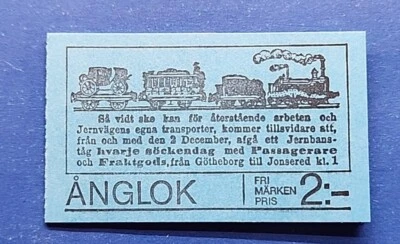 Så vidt ske kan för återstående arbeten och
Jernvägens egna transporter, kommer tillsvidare att,
från och med den 2 December, afgå ett Jernbans-
tåg hvarje söckendag med Passagerare
och Fraktgods, från Götheborg till Jonsered kl. 1
ÅNGLOK
FRI
MÄRKEN
PRIS
2:-